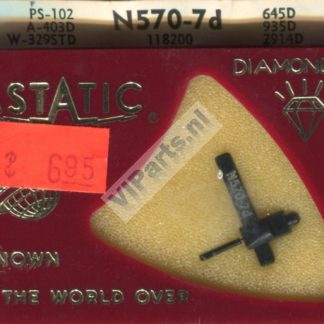 PS-102 N570-7d 645D
A-403D 935D
W-329STD 118200 2914D
ASTATIC ®
DIAMOND
695
N570-7d
VIParts.nl
NOWN
THE WORLD OVER